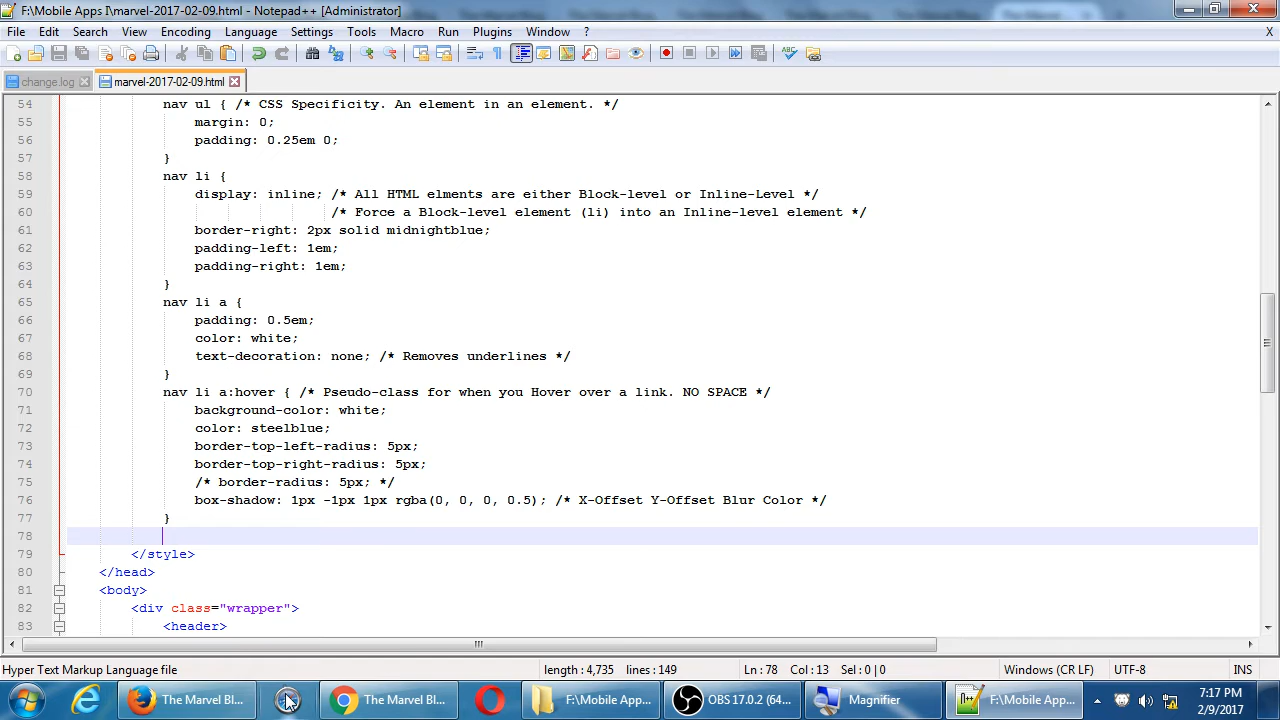 F:\Mobile Apps I\marvel-2017-02-09.html - Notepad++ [Administrator]
File Edit Search View Encoding Language Settings Tools Macro Run Plugins Window ? X
change.log marvel-2017-02-09.html
54 nav ul { /* CSS Specificity. An element in an element. */
55 margin: 0;
56 padding: 0.25em 0;
57 }
58 nav li {
59 display: inline; /* All HTML elments are either Block-level or Inline-Level */
60 /* Force a Block-level element (li) into an Inline-level element */
61 border-right: 2px solid midnightblue;
62 padding-left: 1em;
63 padding-right: 1em;
64 }
65 nav li a {
66 padding: 0.5em;
67 color: white;
68 text-decoration: none; /* Removes underlines */
69 }
70 nav li a:hover { /* Pseudo-class for when you Hover over a link. NO SPACE */
71 background-color: white;
72 color: steelblue;
73 border-top-left-radius: 5px;
74 border-top-right-radius: 5px;
75 /* border-radius: 5px; */
76 box-shadow: 1px -1px 1px rgba(0, 0, 0, 0.5); /* X-Offset Y-Offset Blur Color */
77 }
78
79 </style>
80 </head>
81 <body>
82 <div class="wrapper">
83 <header>
Hyper Text Markup Language file length : 4,735 lines : 149 Ln : 78 Col : 13 Sel : 0 | 0 Windows (CR LF) UTF-8 INS
The Marvel Bl... The Marvel Bl... F:\Mobile App... OBS 17.0.2 (64... Magnifier F:\Mobile App... 7:17 PM
2/9/2017